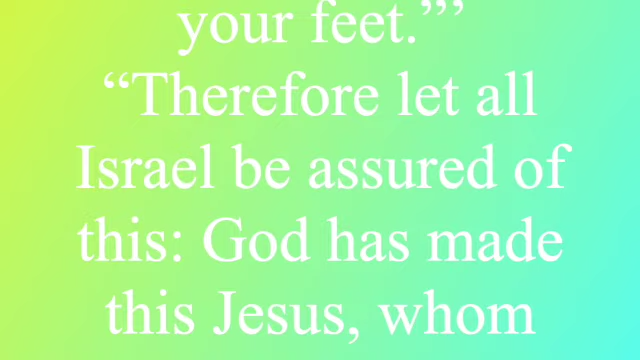 your feet.”’
“Therefore let all
Israel be assured of
this: God has made
this Jesus, whom